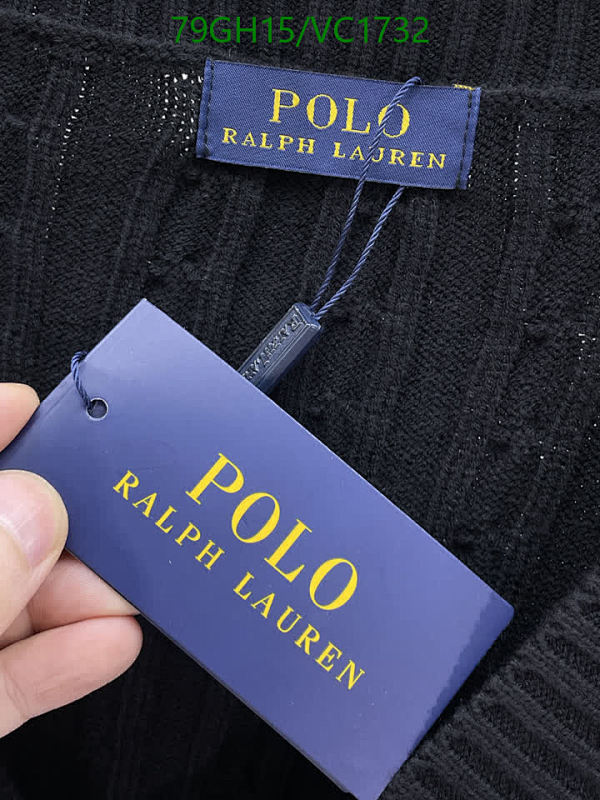 79GH15/VC1732
POLO
RALPH LAUREN
POLO
RALPH LAUREN